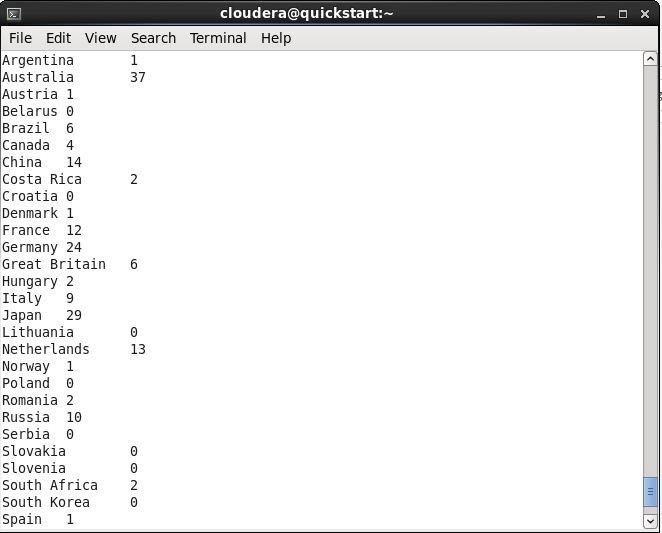 cloudera@quickstart:~
File Edit View Search Terminal Help
Argentina 1
Australia 37
Austria 1
Belarus 0
Brazil 6
Canada 4
China 14
Costa Rica 2
Croatia 0
Denmark 1
France 12
Germany 24
Great Britain 6
Hungary 2
Italy 9
Japan 29
Lithuania 0
Netherlands 13
Norway 1
Poland 0
Romania 2
Russia 10
Serbia 0
Slovakia 0
Slovenia 0
South Africa 2
South Korea 0
Spain 1